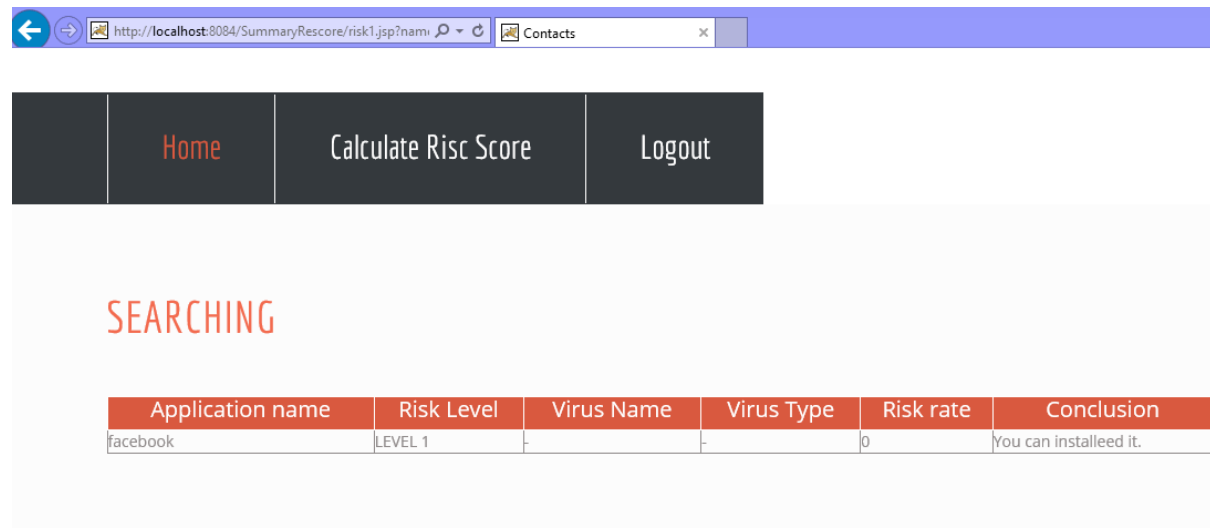 http://localhost:8084/SummaryRescore/risk1.jsp?nam Contacts
Home Calculate Risc Score Logout
SEARCHING
Application name Risk Level Virus Name Virus Type Risk rate Conclusion
facebook LEVEL 1 - - 0 You can installeed it.